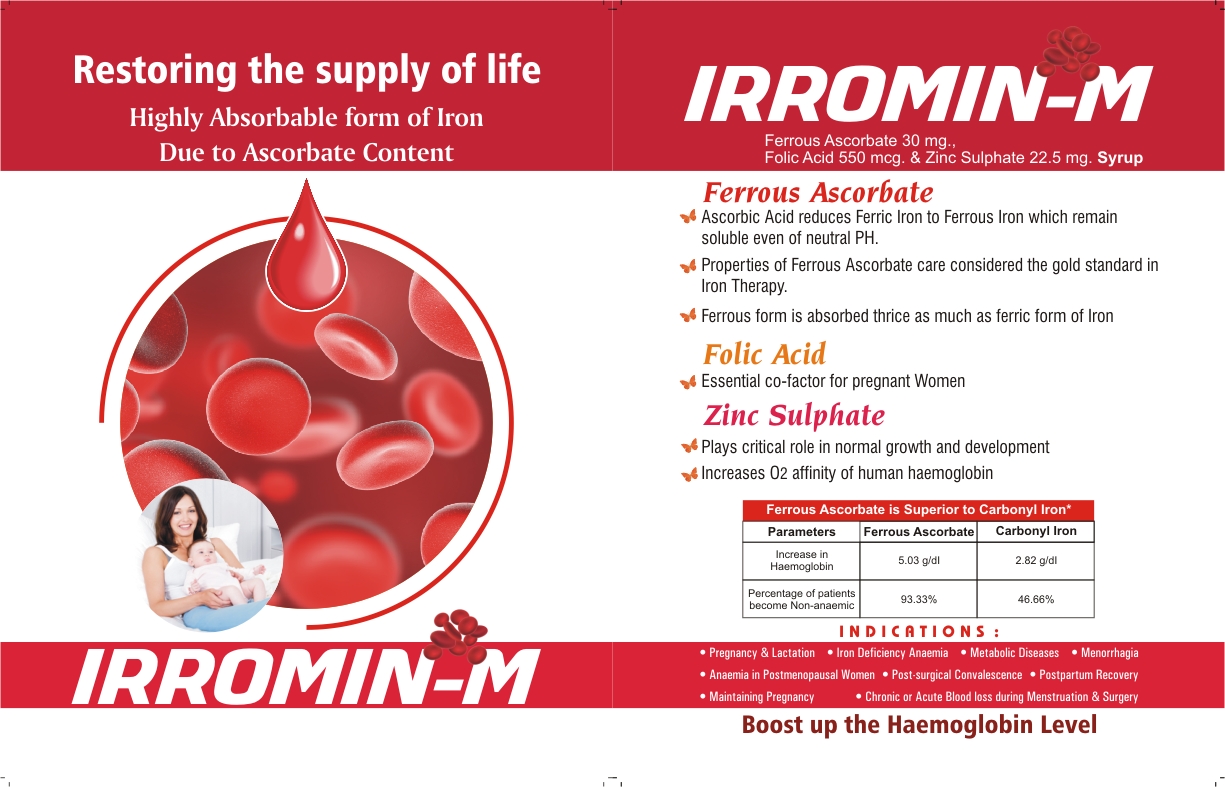 Restoring the supply of life
Highly Absorbable form of Iron
Due to Ascorbate Content
IRROMIN-M
IRROMIN-M
Ferrous Ascorbate 30 mg.,
Folic Acid 550 mcg. & Zinc Sulphate 22.5 mg. Syrup
Ferrous Ascorbate
Ascorbic Acid reduces Ferric Iron to Ferrous Iron which remain
soluble even of neutral PH.
Properties of Ferrous Ascorbate care considered the gold standard in
Iron Therapy.
Ferrous form is absorbed thrice as much as ferric form of Iron
Folic Acid
Essential co-factor for pregnant Women
Zinc Sulphate
Plays critical role in normal growth and development
Increases O2 affinity of human haemoglobin
Ferrous Ascorbate is Superior to Carbonyl Iron*
Parameters Ferrous Ascorbate Carbonyl Iron
Increase in
Haemoglobin 5.03 g/dl 2.82 g/dl
Percentage of patients
become Non-anaemic 93.33% 46.66%
INDICATIONS :
• Pregnancy & Lactation • Iron Deficiency Anaemia • Metabolic Diseases • Menorrhagia
• Anaemia in Postmenopausal Women • Post-surgical Convalescence • Postpartum Recovery
• Maintaining Pregnancy • Chronic or Acute Blood loss during Menstruation & Surgery
Boost up the Haemoglobin Level